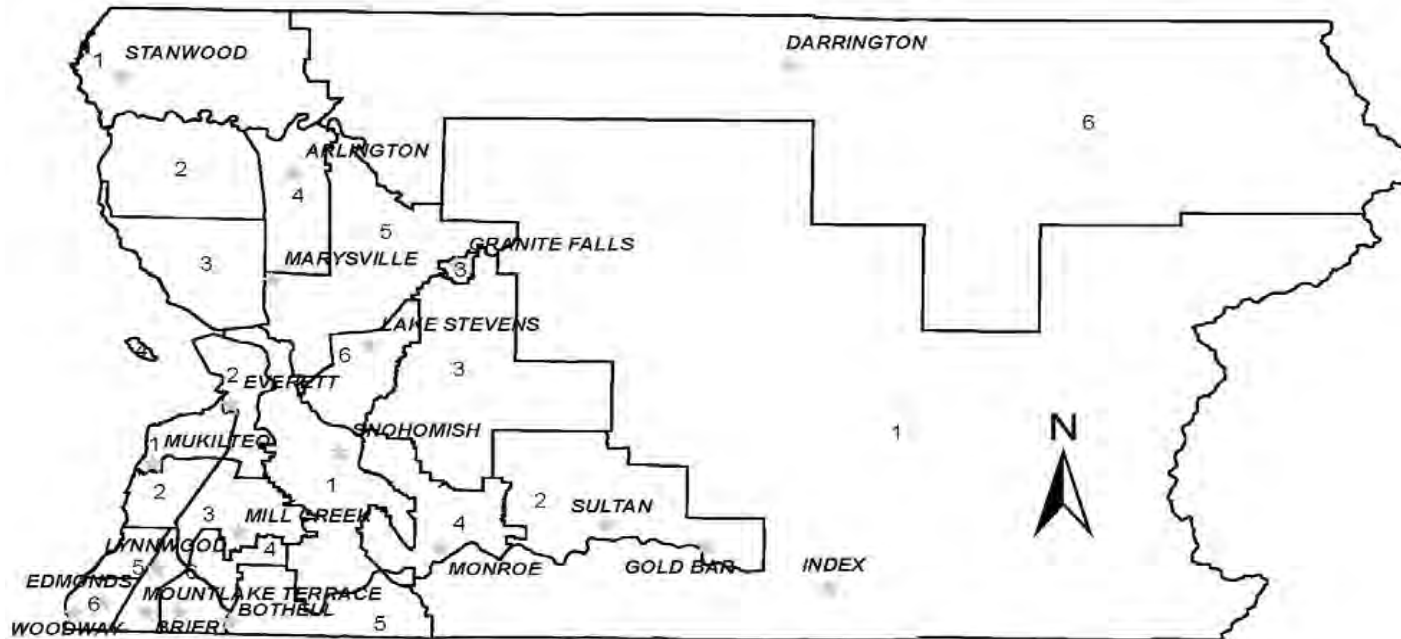 DARRINGTON
STANWOOD
1
6
ARLINGTON
2
4
5
GRANITE FALLS
MARYSVILLE
3
3
LAKE STEVENS
6
3
2
EVERETT
N
1
SNOHOMISH
1
MUKILTEO
1
2
2
SULTAN
3
MILL CREEK
4
LYNNWOOD
4
MONROE
GOLD BAR
INDEX
5
EDMONDS
MOUNTLAKE TERRACE
6
BOTHELL
WOODWAY
BRIER
5